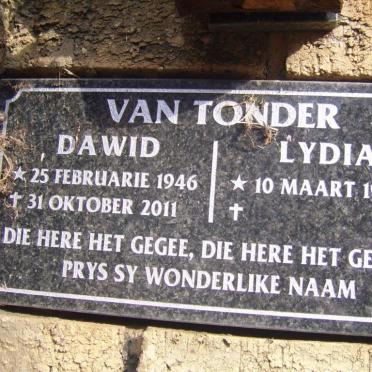 VAN TONDER
DAWID
★ 25 FEBRUARIE 1946
✝ 31 OKTOBER 2011
LYDIA
★ 10 MAART
✝
DIE HERE HET GEGEE, DIE HERE HET
PRYS SY WONDERLIKE NAAM